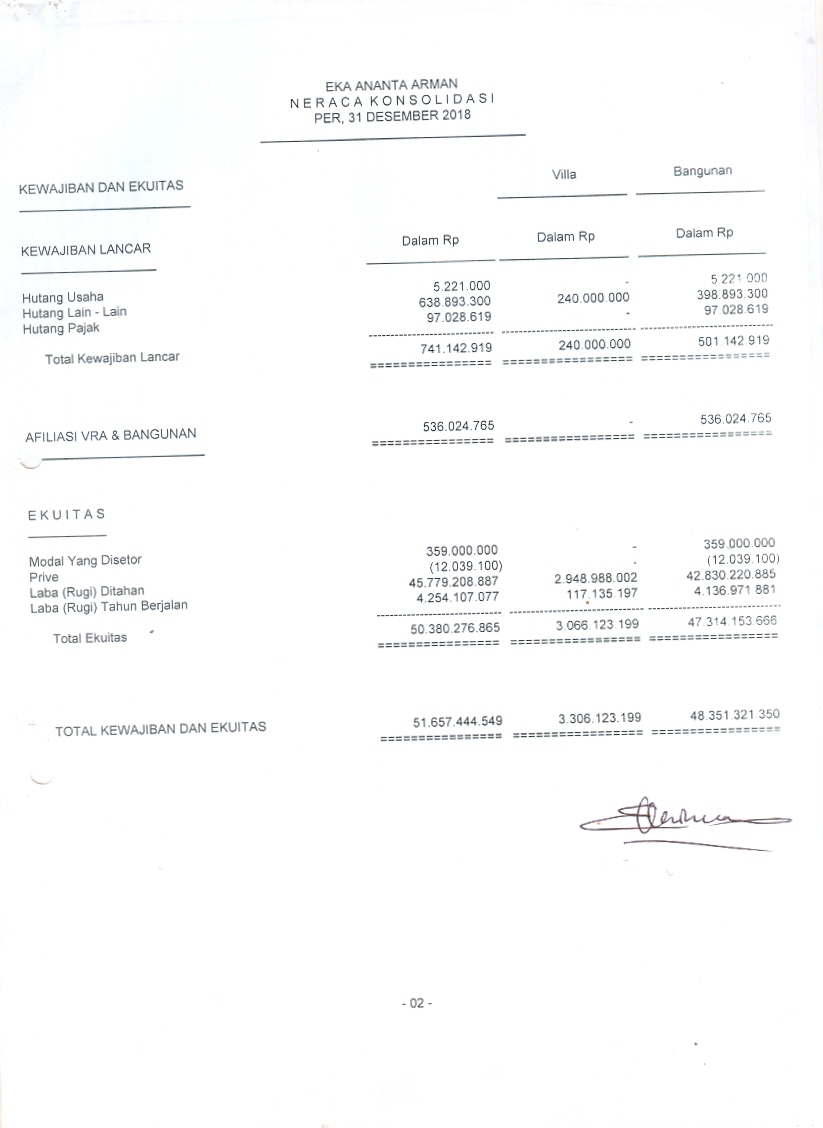 EKA ANANTA ARMAN
N E R A C A K O N S O L I D A S I
PER, 31 DESEMBER 2018
Villa Bangunan
KEWAJIBAN DAN EKUITAS
KEWAJIBAN LANCAR Dalam Rp Dalam Rp Dalam Rp
Hutang Usaha 5.221.000 - 5.221.000
Hutang Lain - Lain 638.893.300 240.000.000 398.893.300
Hutang Pajak 97.028.619 - 97.028.619
Total Kewajiban Lancar 741.142.919 240.000.000 501.142.919
AFILIASI VRA & BANGUNAN 536.024.765 - 536.024.765
E K U I T A S
Modal Yang Disetor 359.000.000 - 359.000.000
Prive (12.039.100) - (12.039.100)
Laba (Rugi) Ditahan 45.779.208.887 2.948.988.002 42.830.220.885
Laba (Rugi) Tahun Berjalan 4.254.107.077 117.135.197 4.136.971.881
Total Ekuitas 50.380.276.865 3.066.123.199 47.314.153.666
TOTAL KEWAJIBAN DAN EKUITAS 51.657.444.549 3.306.123.199 48.351.321.350
- 02 -